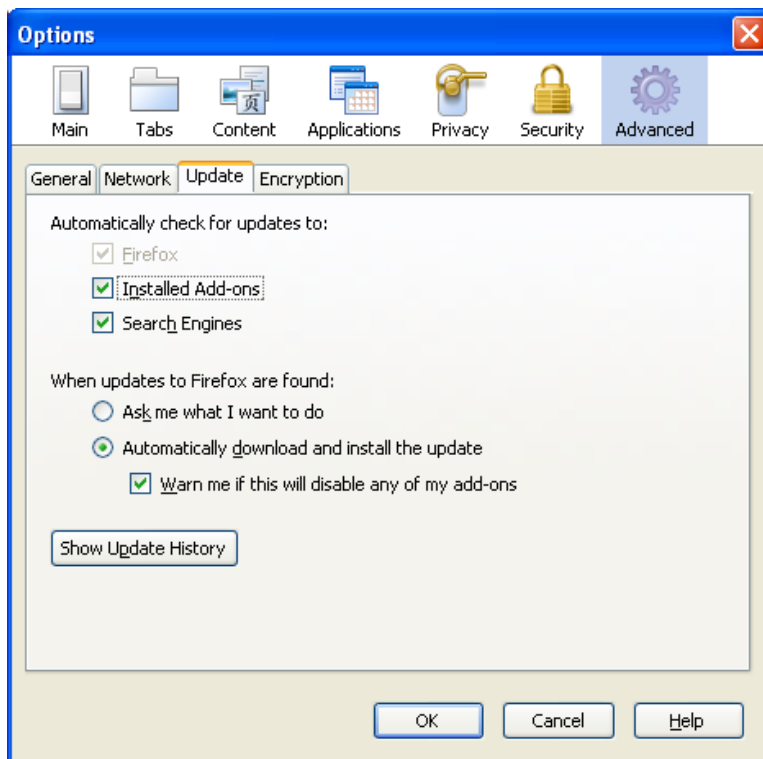 Options
Main Tabs Content Applications Privacy Security Advanced
页
General Network Update Encryption
Automatically check for updates to:
Firefox
Installed Add-ons
Search Engines
When updates to Firefox are found:
Ask me what I want to do
Automatically download and install the update
Warn me if this will disable any of my add-ons
Show Update History
OK Cancel Help